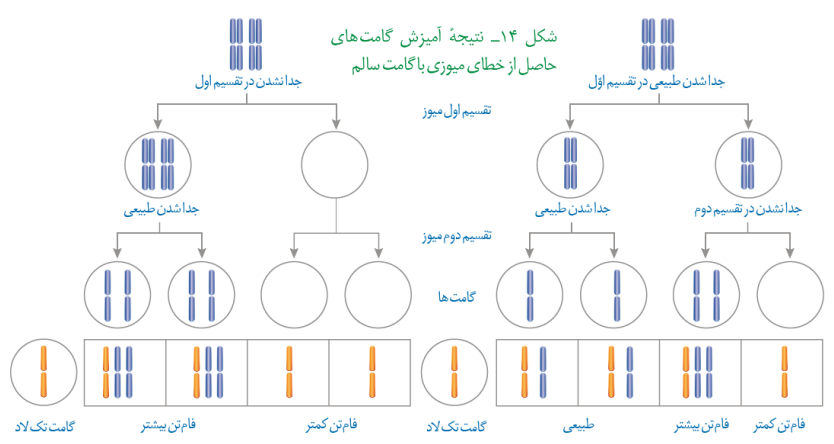 شکل ۱۴ـ نتیجهٔ آمیزش گامت‌های
حاصل از خطای میوزی با گامت سالم
جدا شدن طبیعی در تقسیم اوّل
جدا نشدن در تقسیم اول
تقسیم اول میوز
جدا نشدن در تقسیم دوم
جدا شدن طبیعی
جدا شدن طبیعی
تقسیم دوم میوز
گامت‌ها
فام‌تن کمتر
فام‌تن بیشتر
طبیعی
گامت تک‌لاد
فام‌تن کمتر
فام‌تن بیشتر
گامت تک‌لاد